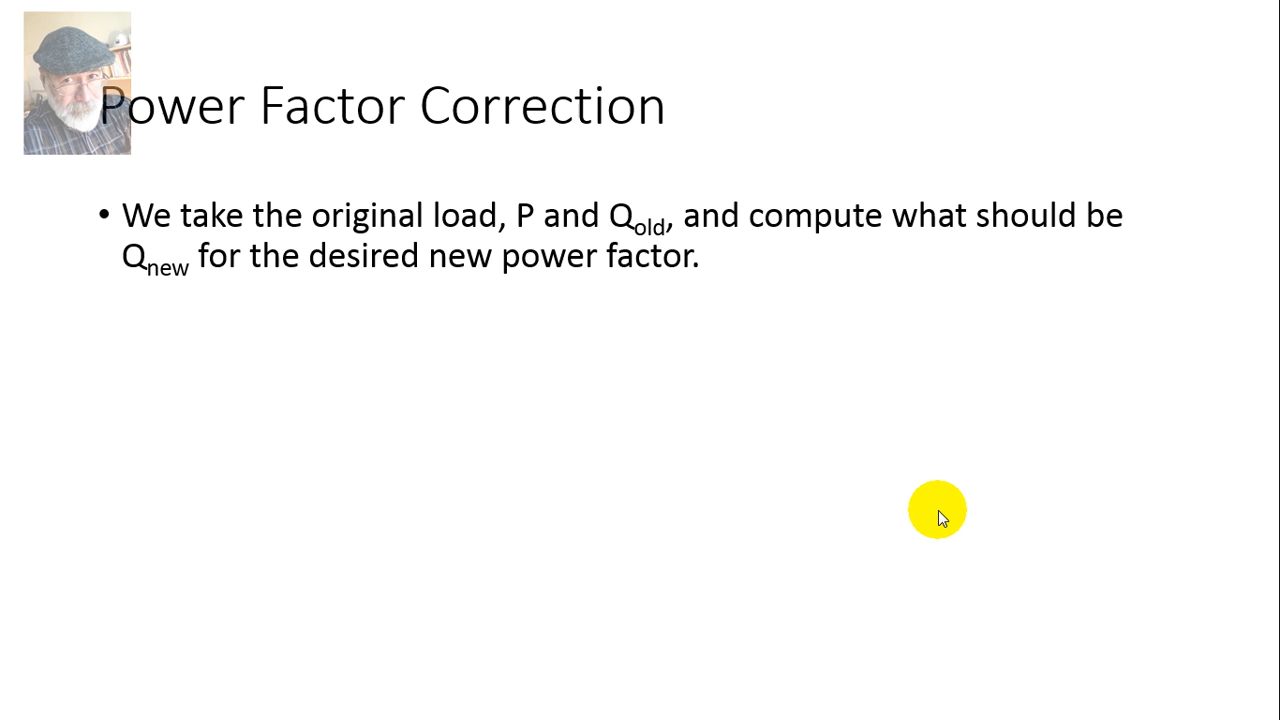 Power Factor Correction
• We take the original load, P and Qold, and compute what should be
Qnew for the desired new power factor.